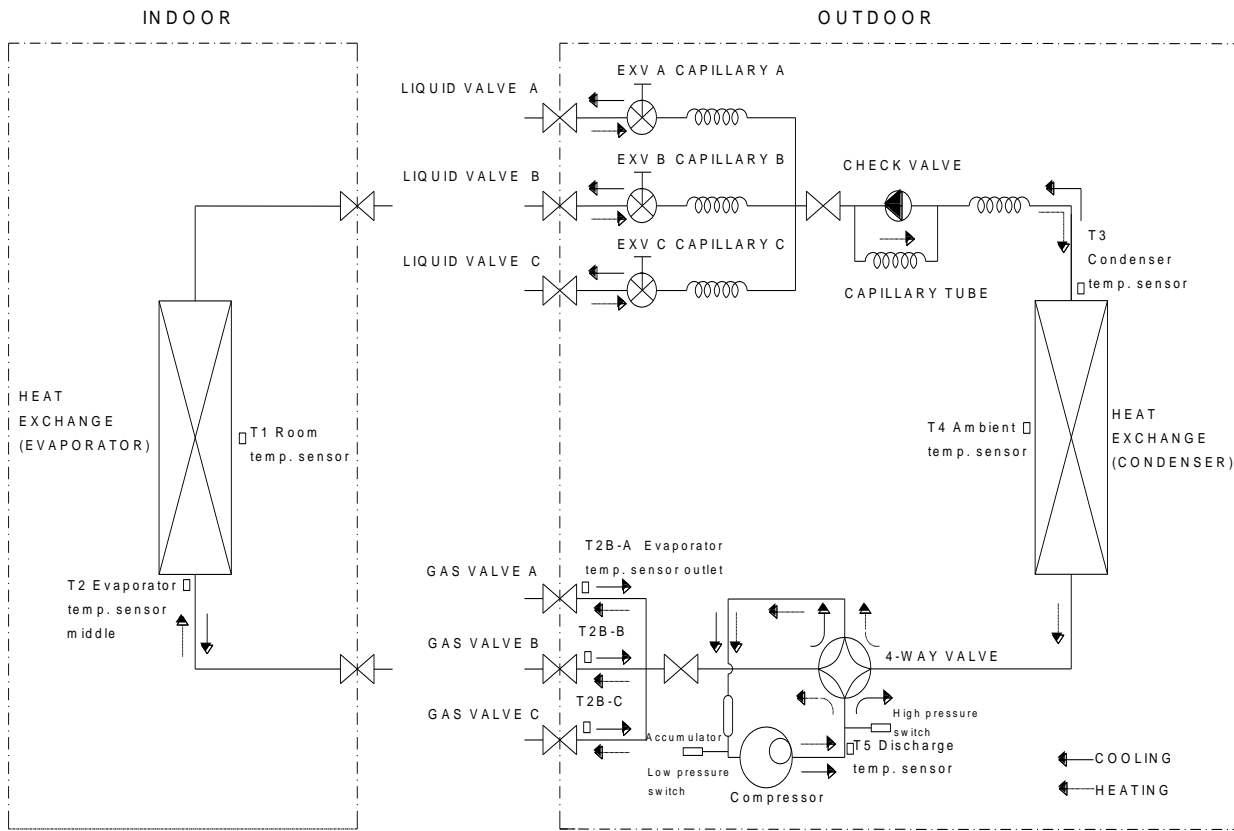 INDOOR
OUTDOOR
EXV A CAPILLARY A
LIQUID VALVE A
EXV B CAPILLARY B
LIQUID VALVE B
CHECK VALVE
EXV C CAPILLARY C
LIQUID VALVE C
CAPILLARY TUBE
T3
Condenser
temp. sensor
HEAT
EXCHANGE
(EVAPORATOR)
T1 Room
temp. sensor
T4 Ambient
temp. sensor
HEAT
EXCHANGE
(CONDENSER)
T2 Evaporator
temp. sensor
middle
T2B-A Evaporator
temp. sensor outlet
GAS VALVE A
T2B-B
GAS VALVE B
4-WAY VALVE
T2B-C
GAS VALVE C
High pressure
switch
Accumulator
T5 Discharge
temp. sensor
Low pressure
switch
Compressor
COOLING
HEATING